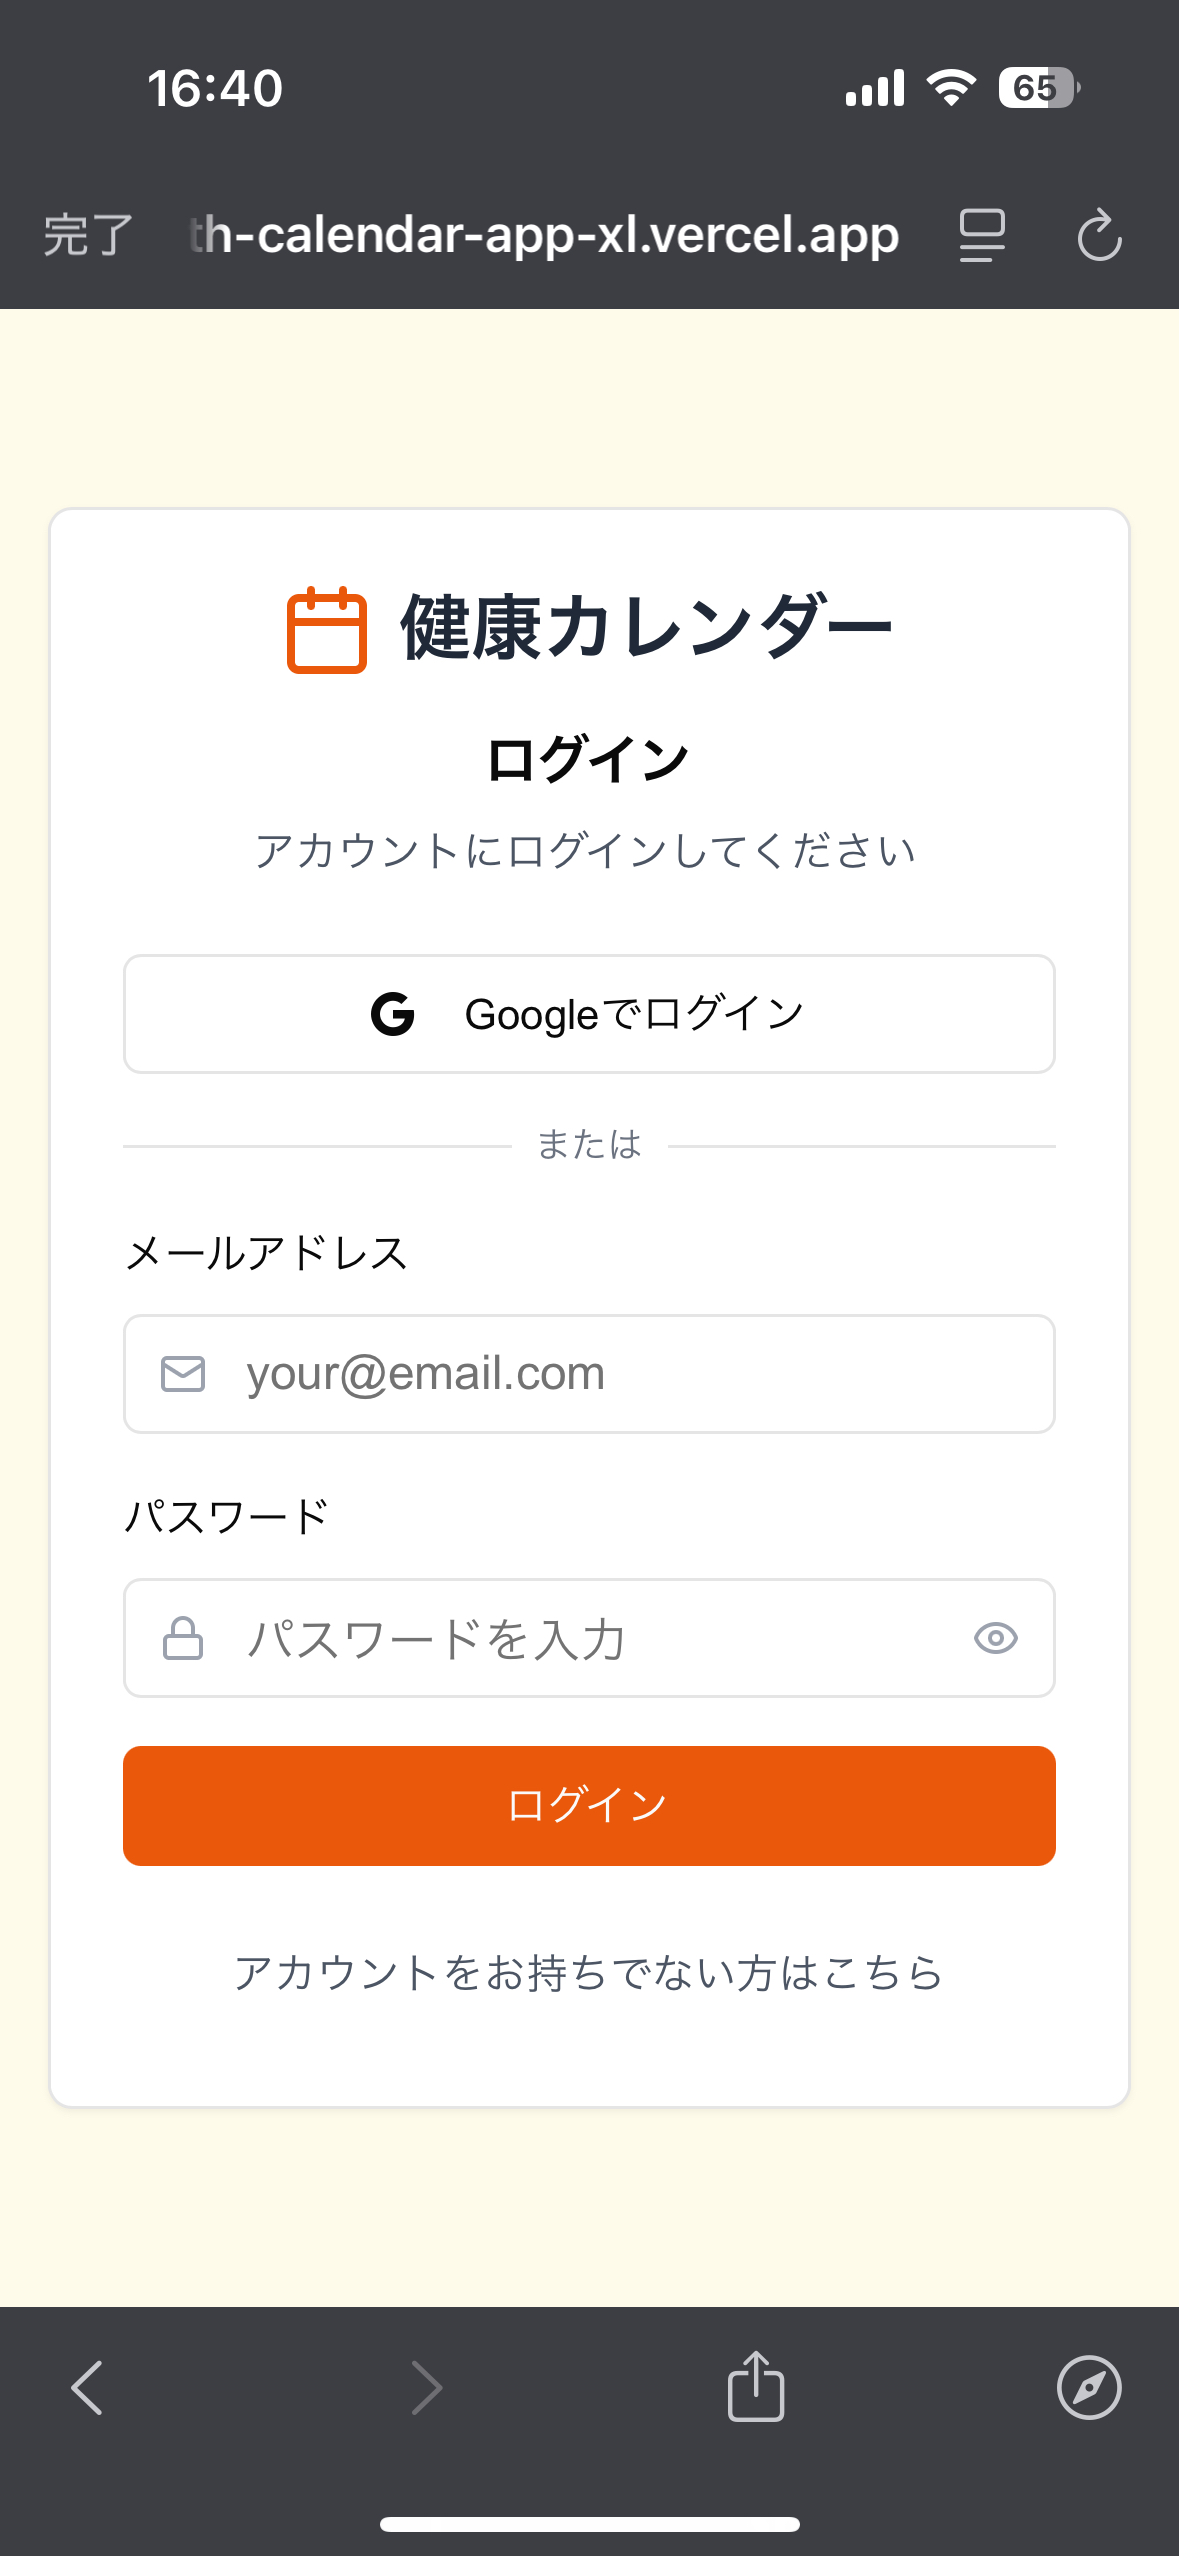 16:40
65
完了
th-calendar-app-xl.vercel.app
健康カレンダー
ログイン
アカウントにログインしてください
Googleでログイン
または
メールアドレス
your@email.com
パスワード
パスワードを入力
ログイン
アカウントをお持ちでない方はこちら